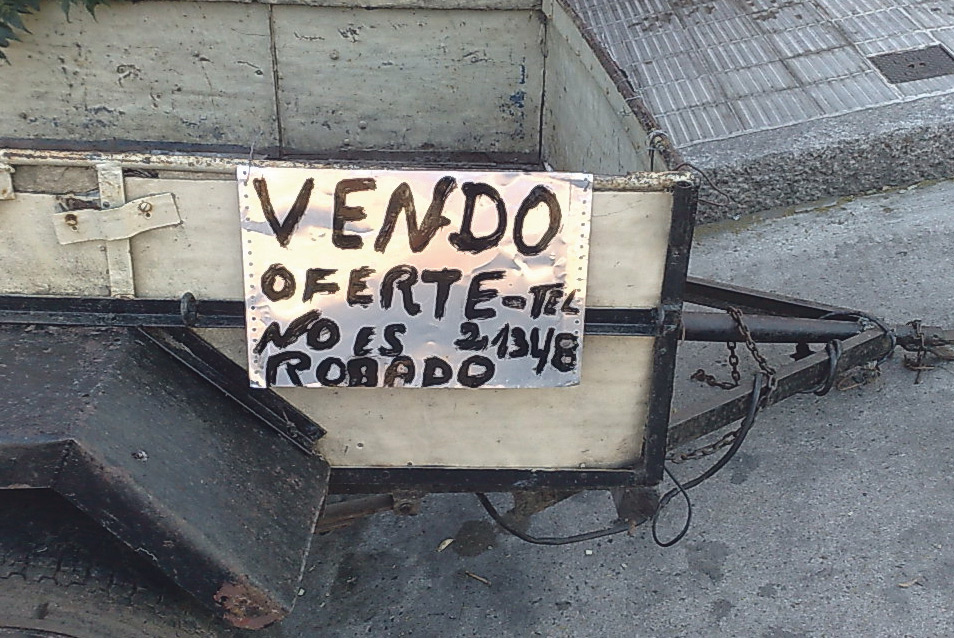 VENDO
OFERTE-TEL
NO ES 21348
ROBADO